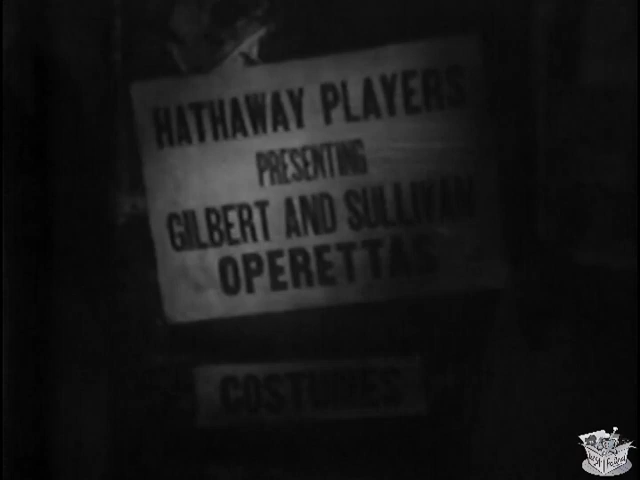 HATHAWAY PLAYERS
PRESENTING
GILBERT AND SULLIVAN
OPERETTAS
COSTUMES